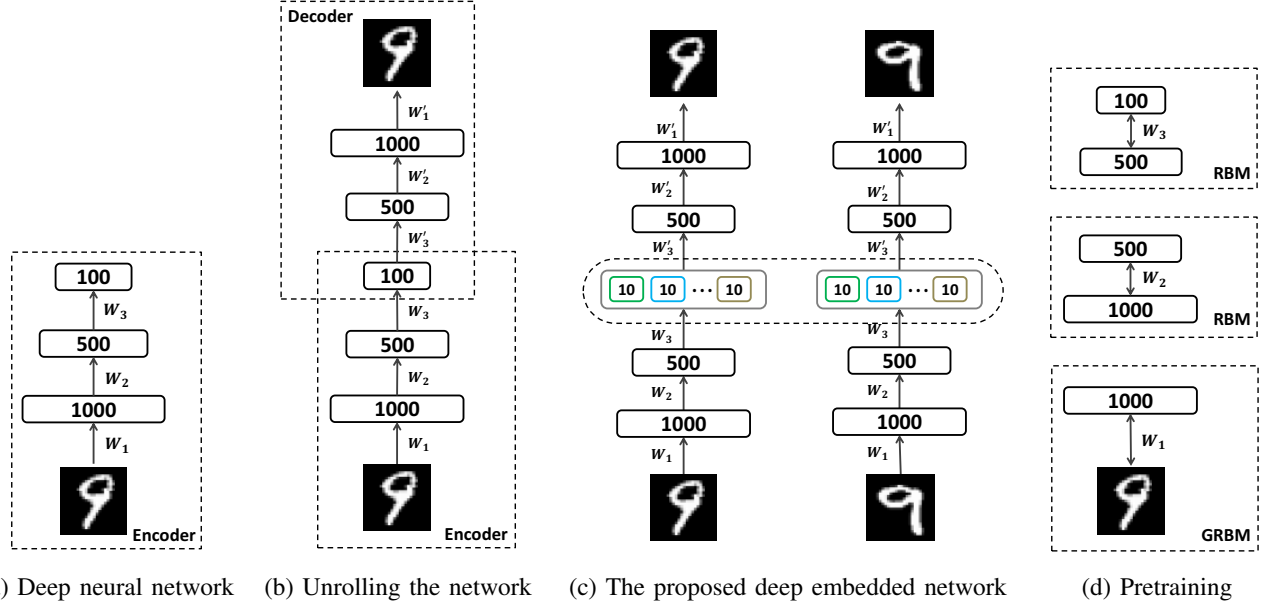 Decoder
W′₁
1000
W′₂
500
W′₃
100
W₃
500
W₂
1000
W₁
Encoder
100
W₃
500
W₂
1000
W₁
Encoder
W′₁
1000
W′₂
500
W′₃
10 10 ··· 10
W₃
500
W₂
1000
W₁
W′₁
1000
W′₂
500
W′₃
10 10 ··· 10
W₃
500
W₂
1000
W₁
100
W₃
500
RBM
500
W₂
1000
RBM
1000
W₁
GRBM
) Deep neural network (b) Unrolling the network (c) The proposed deep embedded network (d) Pretraining